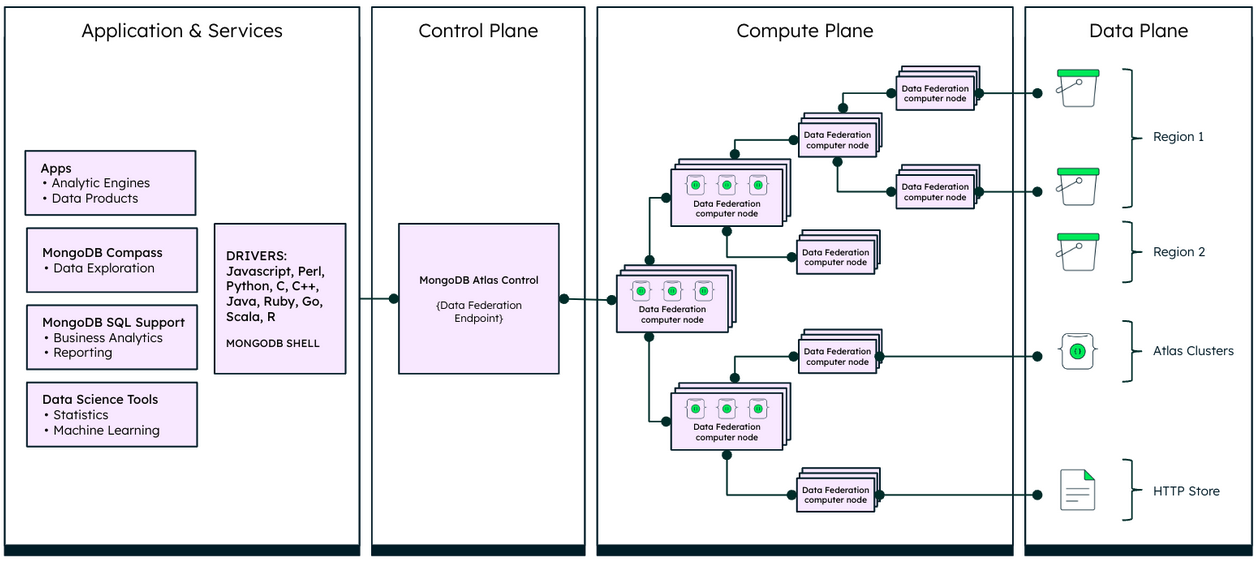 Application & Services
Control Plane
Compute Plane
Data Plane
Apps
• Analytic Engines
• Data Products
MongoDB Compass
• Data Exploration
MongoDB SQL Support
• Business Analytics
• Reporting
Data Science Tools
• Statistics
• Machine Learning
DRIVERS:
Javascript, Perl,
Python, C, C++,
Java, Ruby, Go,
Scala, R
MONGODB SHELL
MongoDB Atlas Control
{Data Federation
Endpoint}
Data Federation
computer node
Data Federation
computer node
Data Federation
computer node
Data Federation
computer node
Data Federation
computer node
Data Federation
computer node
Data Federation
computer node
Data Federation
computer node
Data Federation
computer node
Region 1
Region 2
Atlas Clusters
HTTP Store